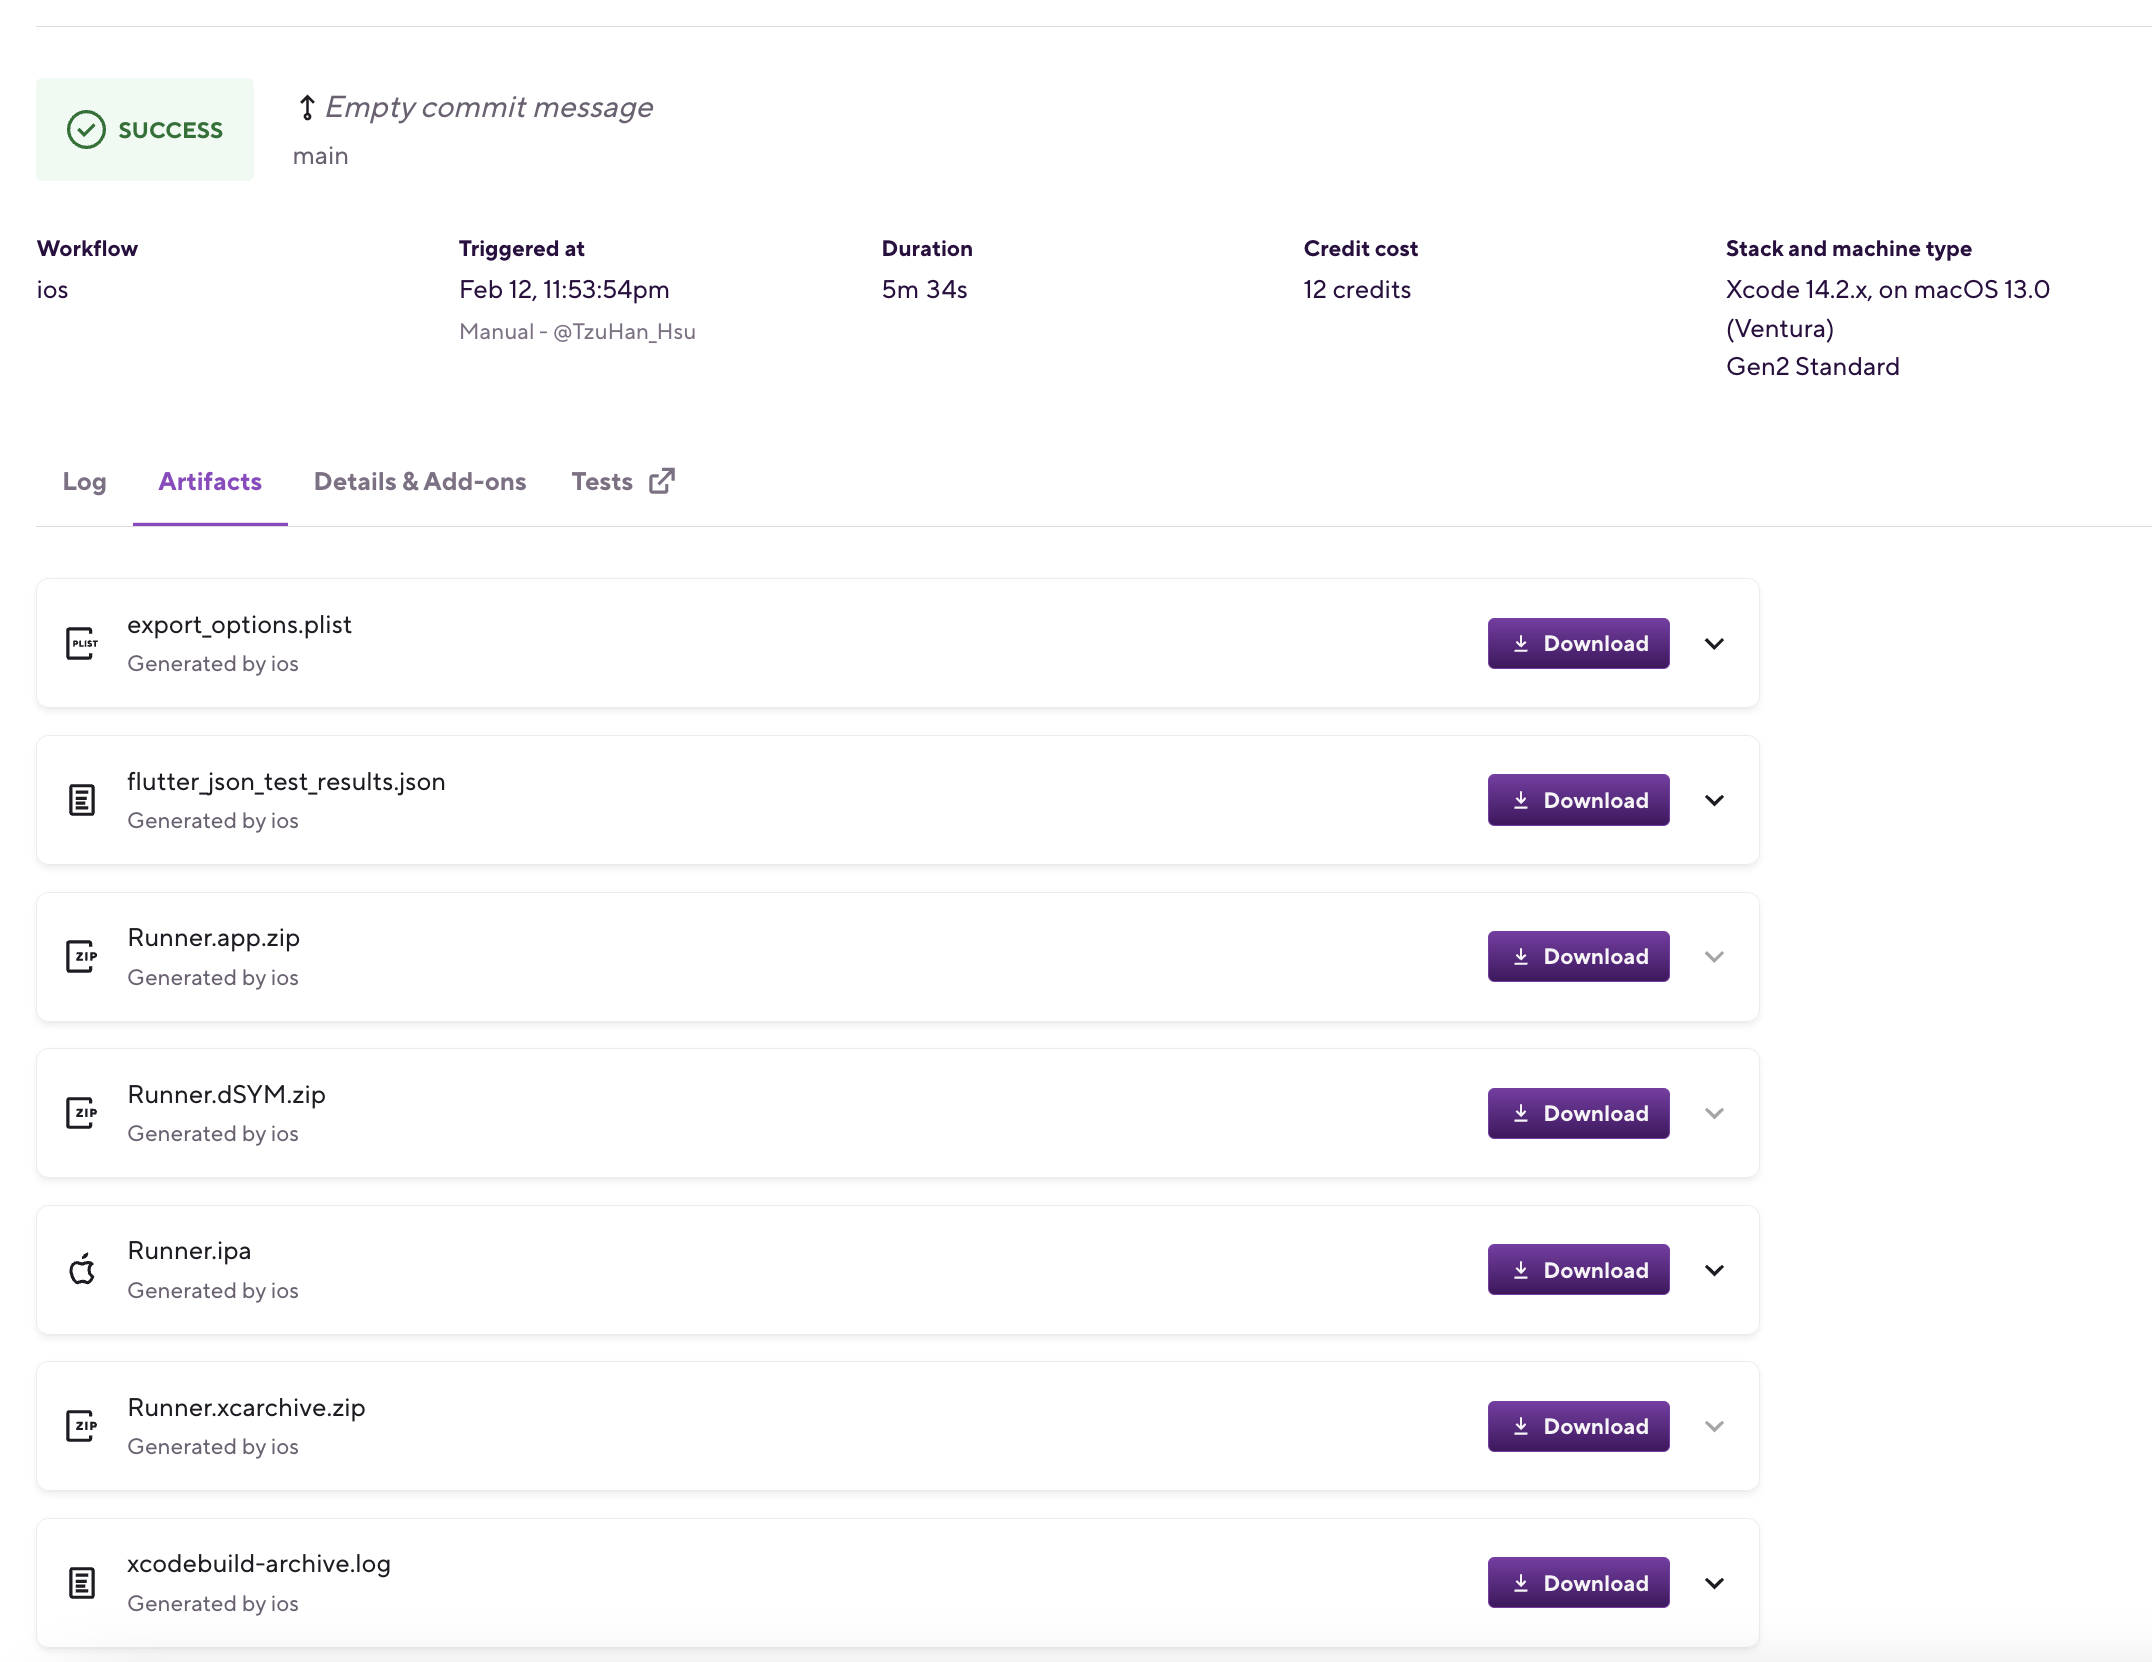 SUCCESS
Empty commit message
main
Workflow
ios
Triggered at
Feb 12, 11:53:54pm
Manual - @TzuHan_Hsu
Duration
5m 34s
Credit cost
12 credits
Stack and machine type
Xcode 14.2.x, on macOS 13.0
(Ventura)
Gen2 Standard
Log Artifacts Details & Add-ons Tests
PLIST
export_options.plist
Generated by ios
Download
flutter_json_test_results.json
Generated by ios
Download
ZIP
Runner.app.zip
Generated by ios
Download
ZIP
Runner.dSYM.zip
Generated by ios
Download
Runner.ipa
Generated by ios
Download
ZIP
Runner.xcarchive.zip
Generated by ios
Download
xcodebuild-archive.log
Generated by ios
Download